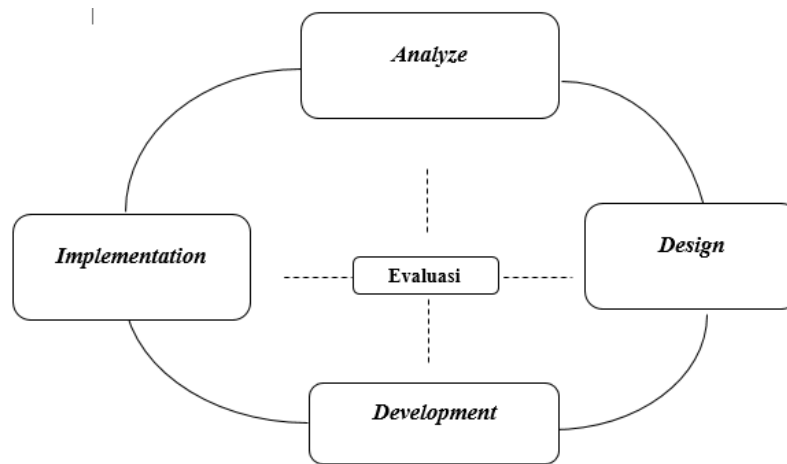 Analyze
Implementation
Design
Evaluasi
Development